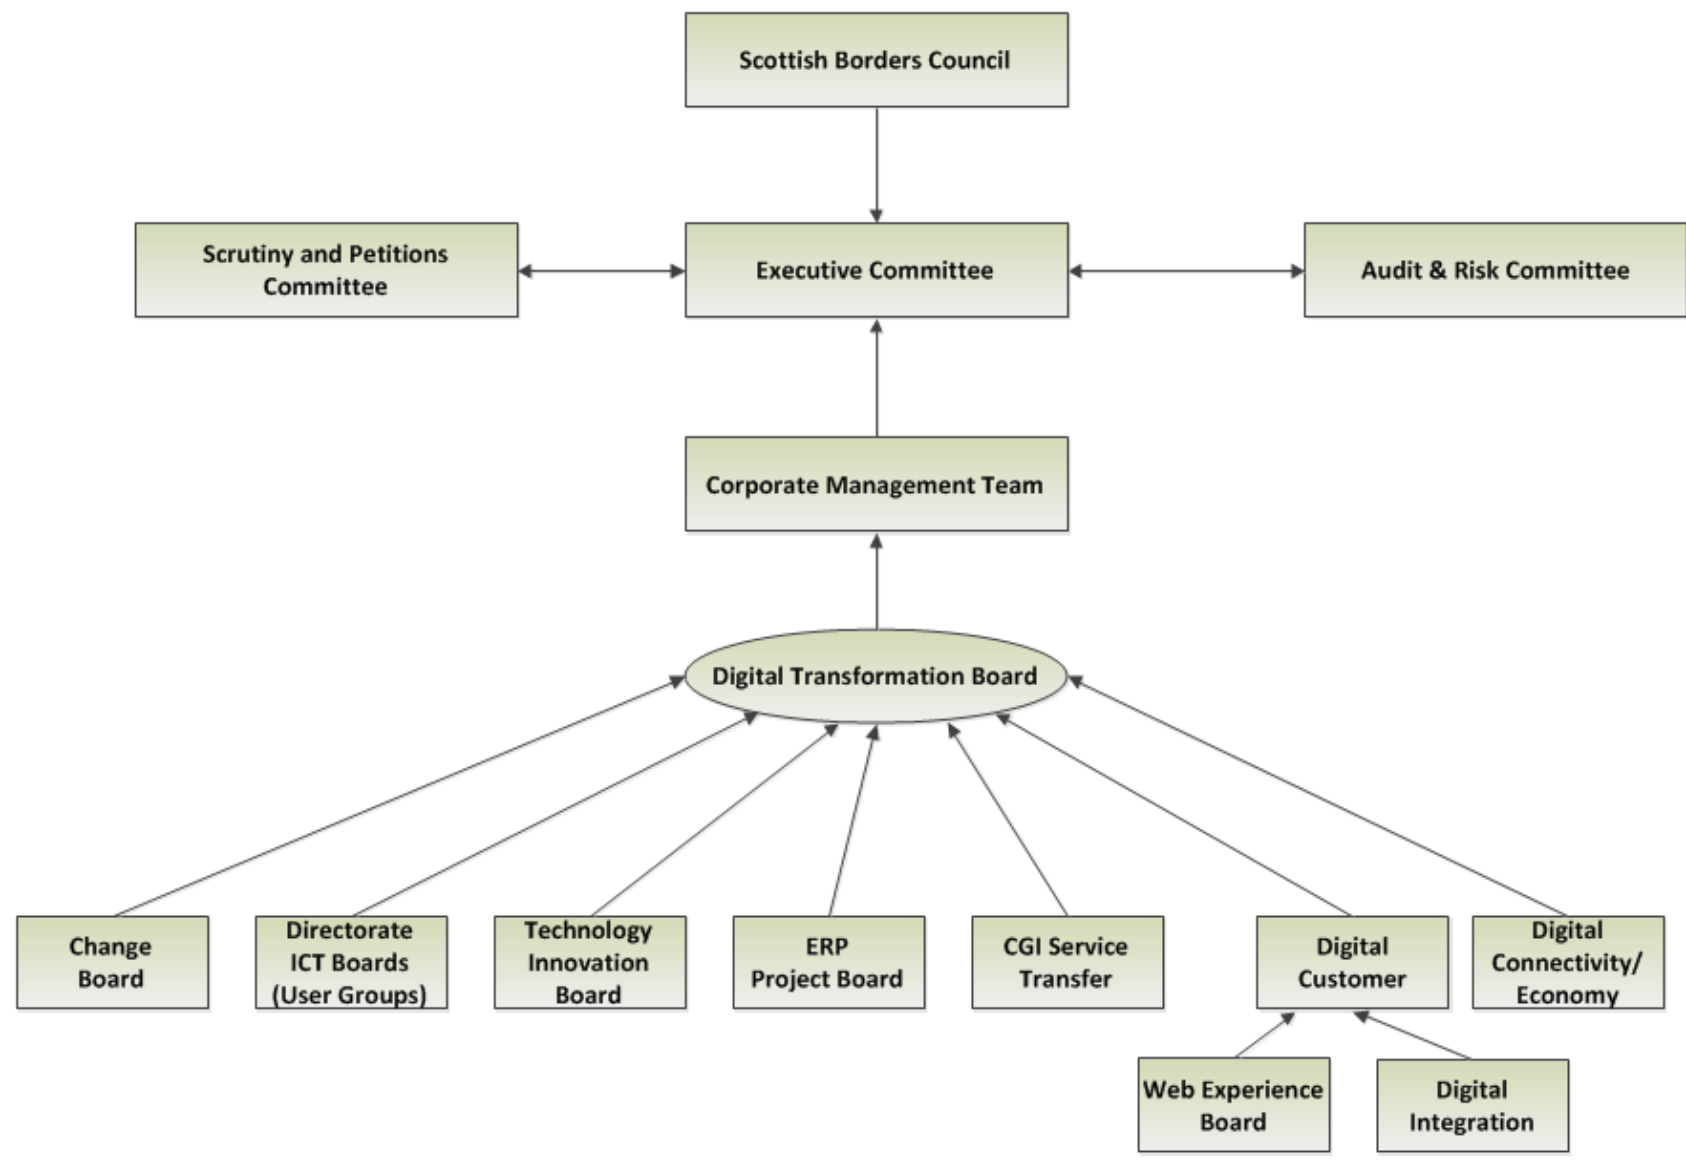 Scottish Borders Council
Scrutiny and Petitions
Committee
Executive Committee
Audit & Risk Committee
Corporate Management Team
Digital Transformation Board
Change
Board
Directorate
ICT Boards
(User Groups)
Technology
Innovation
Board
ERP
Project Board
CGI Service
Transfer
Digital
Customer
Digital
Connectivity/
Economy
Web Experience
Board
Digital
Integration